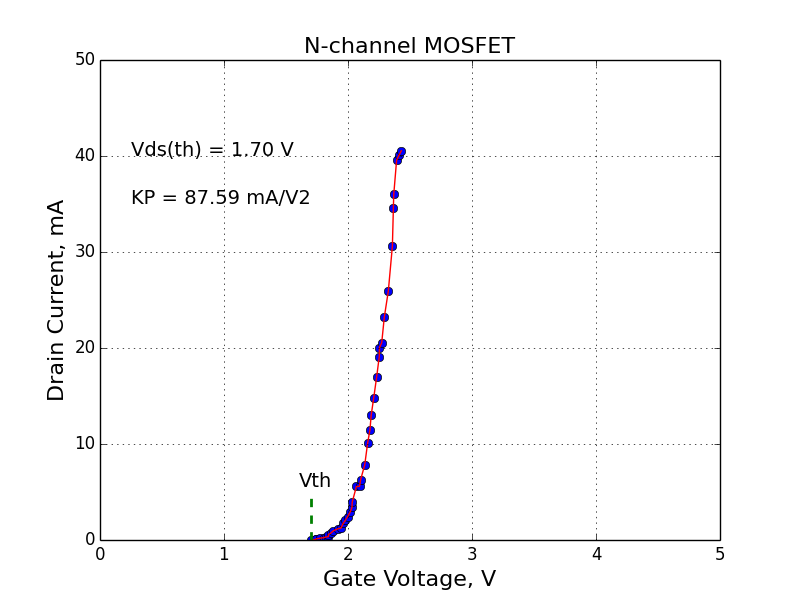 N-channel MOSFET
50
40
30
20
10
0
Vds(th) = 1.70 V
KP = 87.59 mA/V2
Vth
Drain Current, mA
0 1 2 3 4 5
Gate Voltage, V